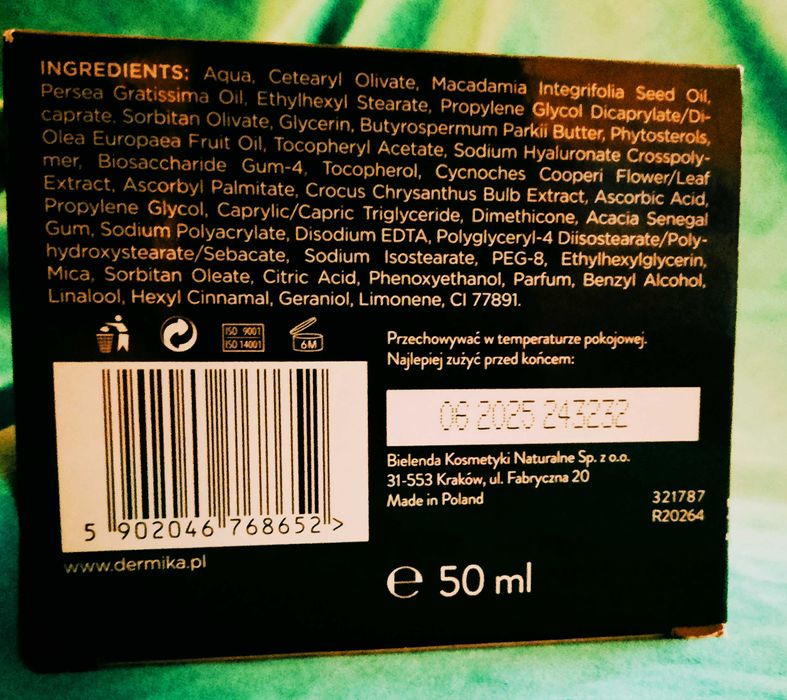 INGREDIENTS: Aqua, Cetearyl Olivate, Macadamia Integrifolia Seed Oil,
Persea Gratissima Oil, Ethylhexyl Stearate, Propylene Glycol Dicaprylate/Di-
caprate, Sorbitan Olivate, Glycerin, Butyrospermum Parkii Butter, Phytosterols,
Olea Europaea Fruit Oil, Tocopheryl Acetate, Sodium Hyaluronate Crosspoly-
mer, Biosaccharide Gum-4, Tocopherol, Cycnoches Cooperi Flower/Leaf
Extract, Ascorbyl Palmitate, Crocus Chrysanthus Bulb Extract, Ascorbic Acid,
Propylene Glycol, Caprylic/Capric Triglyceride, Dimethicone, Acacia Senegal
Gum, Sodium Polyacrylate, Disodium EDTA, Polyglyceryl-4 Diisostearate/Poly-
hydroxystearate/Sebacate, Sodium Isostearate, PEG-8, Ethylhexylglycerin,
Mica, Sorbitan Oleate, Citric Acid, Phenoxyethanol, Parfum, Benzyl Alcohol,
Linalool, Hexyl Cinnamal, Geraniol, Limonene, CI 77891.
ISO 9001
ISO 14001
6M
Przechowywać w temperaturze pokojowej.
Najlepiej zużyć przed końcem:
06 2025 243232
Bielenda Kosmetyki Naturalne Sp. z o.o.
31-553 Kraków, ul. Fabryczna 20
Made in Poland
321787
R20264
5 902046 768652 >
www.dermika.pl
℮ 50 ml